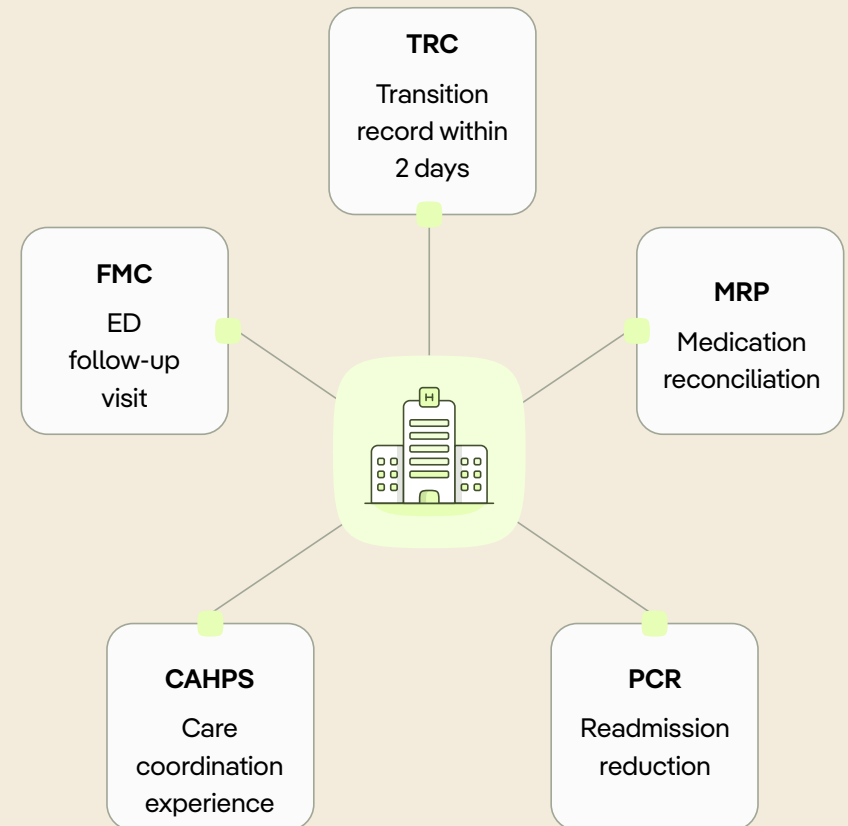 TRC
Transition
record within
2 days
FMC
ED
follow-up
visit
MRP
Medication
reconciliation
H
CAHPS
Care
coordination
experience
PCR
Readmission
reduction